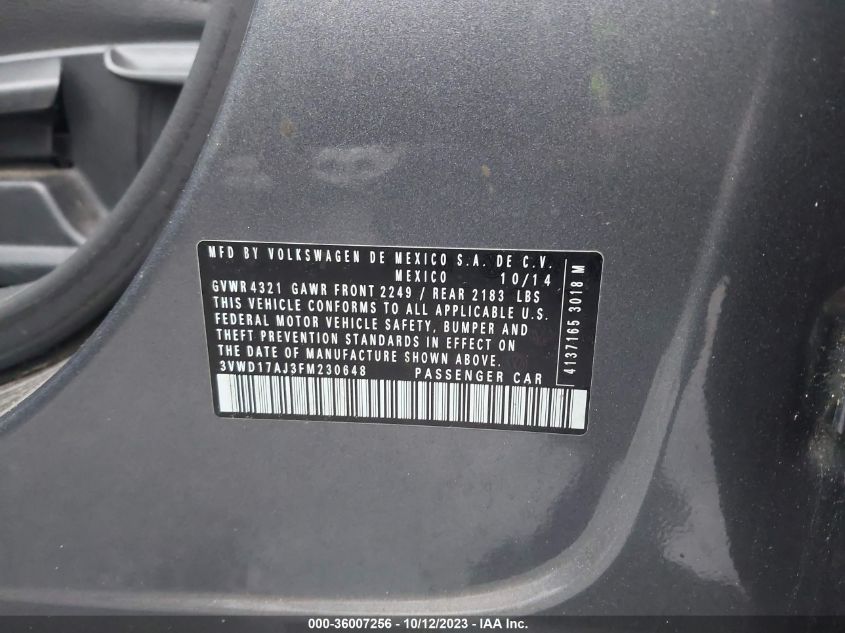 MFD BY VOLKSWAGEN DE MEXICO S.A. DE C.V.
MEXICO 10/14
GVWR 4321 GAWR FRONT 2249 / REAR 2183 LBS
THIS VEHICLE CONFORMS TO ALL APPLICABLE U.S.
FEDERAL MOTOR VEHICLE SAFETY, BUMPER AND
THEFT PREVENTION STANDARDS IN EFFECT ON
THE DATE OF MANUFACTURE SHOWN ABOVE.
3VWD17AJ3FM230648 PASSENGER CAR
4137165 3018 M
000-36007256 - 10/12/2023 - IAA Inc.